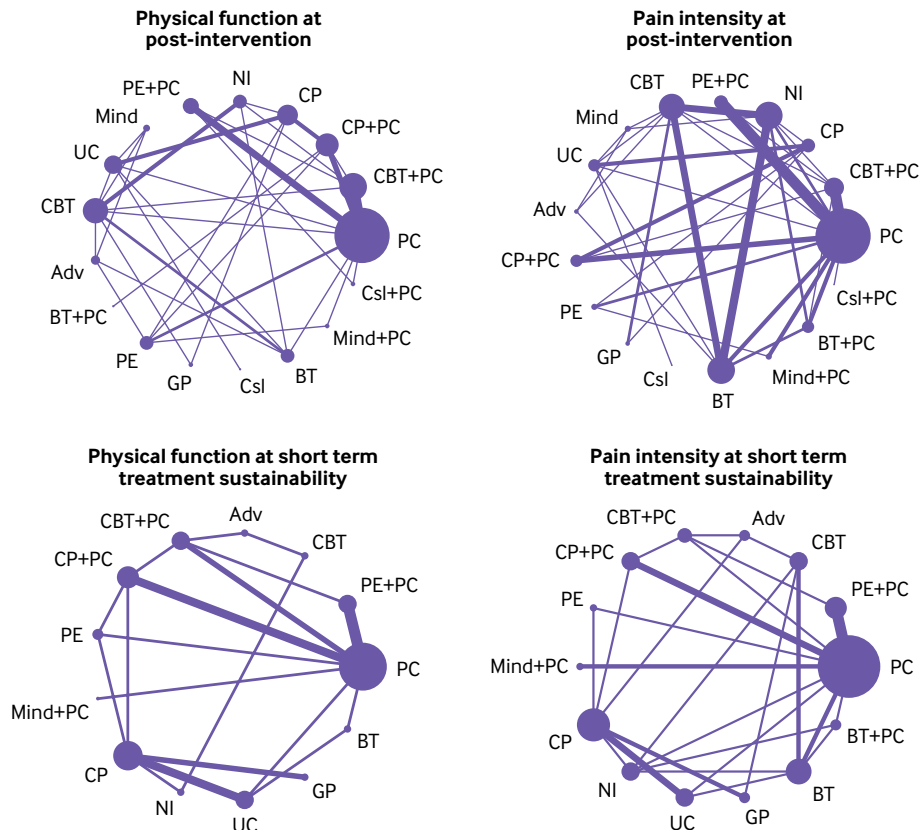 Physical function at
post-intervention
NI
PE+PC
CP
Mind
CP+PC
UC
CBT+PC
CBT
PC
Adv
Csl+PC
BT+PC
Mind+PC
PE
BT
GP
Csl
Pain intensity at
post-intervention
PE+PC
CBT
NI
Mind
CP
UC
CBT+PC
Adv
PC
CP+PC
Csl+PC
PE
BT+PC
GP
Mind+PC
Csl
BT
Physical function at short term
treatment sustainability
Adv
CBT+PC
CBT
CP+PC
PE+PC
PE
PC
Mind+PC
BT
CP
GP
NI
UC
Pain intensity at short term
treatment sustainability
CBT+PC
Adv
CP+PC
CBT
PE
PE+PC
Mind+PC
PC
CP
BT+PC
NI
BT
UC
GP